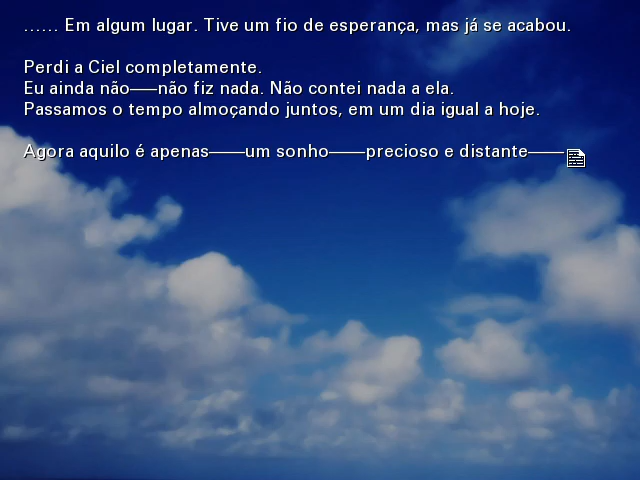 …… Em algum lugar. Tive um fio de esperança, mas já se acabou.
Perdi a Ciel completamente.
Eu ainda não──não fiz nada. Não contei nada a ela.
Passamos o tempo almoçando juntos, em um dia igual a hoje.
Agora aquilo é apenas───um sonho───precioso e distante───